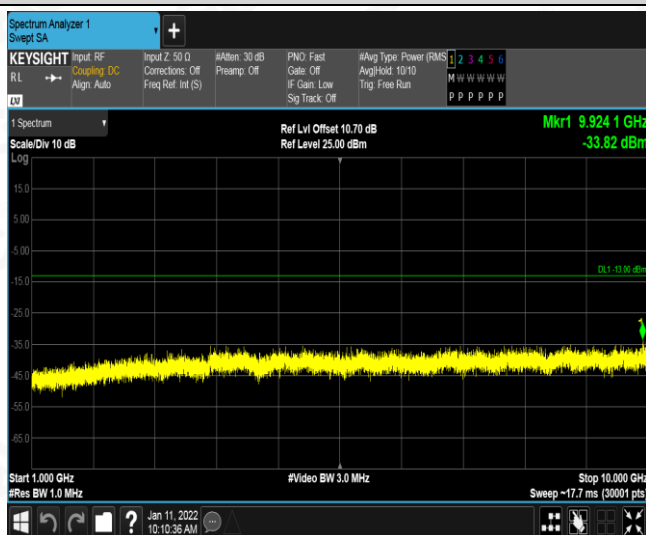 Spectrum Analyzer 1
Swept SA
+
KEYSIGHT
RL
LXI
Input: RF
Coupling: DC
Align: Auto
Input Z: 50 Ω
Corrections: Off
Freq Ref: Int (S)
#Atten: 30 dB
Preamp: Off
PNO: Fast
Gate: Off
IF Gain: Low
Sig Track: Off
#Avg Type: Power (RMS
Avg|Hold: 10/10
Trig: Free Run
1 2 3 4 5 6
M W W W W W
P P P P P P
1 Spectrum
Scale/Div 10 dB
Ref Lvl Offset 10.70 dB
Ref Level 25.00 dBm
Mkr1 9.924 1 GHz
-33.82 dBm
Log
15.0
5.00
-5.00
DL1 -13.00 dBm
-15.0
-25.0
1
-35.0
-45.0
-55.0
-65.0
Start 1.000 GHz
#Video BW 3.0 MHz
Stop 10.000 GHz
#Res BW 1.0 MHz
Sweep ~17.7 ms (30001 pts)
?
Jan 11, 2022
10:10:36 AM